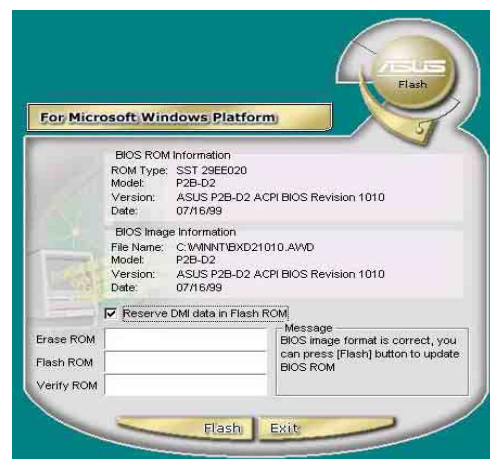 ASUS
Flash
For Microsoft Windows Platform
BIOS ROM Information
ROM Type: SST 29EE020
Model: P2B-D2
Version: ASUS P2B-D2 ACPI BIOS Revision 1010
Date: 07/16/99
BIOS Image Information
File Name: C:\WINNT\BXD21010.AWD
Model: P2B-D2
Version: ASUS P2B-D2 ACPI BIOS Revision 1010
Date: 07/16/99
Reserve DMI data in Flash ROM
Erase ROM
Flash ROM
Verify ROM
Message
BIOS image format is correct, you
can press [Flash] button to update
BIOS ROM
Flash
Exit